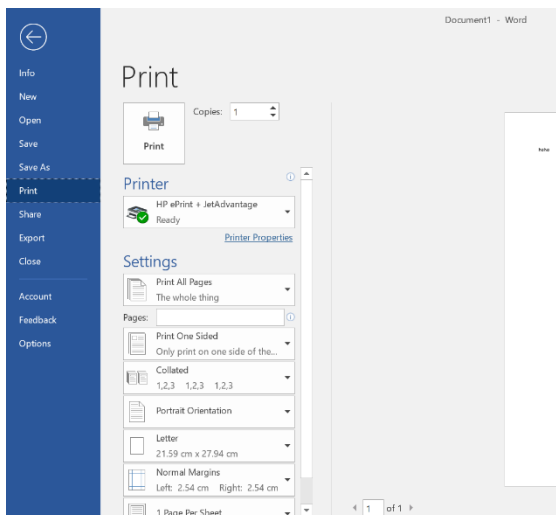 Document1 - Word
Info
New
Open
Save
Save As
Print
Share
Export
Close
Account
Feedback
Options
Print
Copies: 1
Print
Printer
HP ePrint + JetAdvantage
Ready
Printer Properties
Settings
Print All Pages
The whole thing
Pages:
Print One Sided
Only print on one side of the...
Collated
1,2,3 1,2,3 1,2,3
Portrait Orientation
Letter
21.59 cm x 27.94 cm
Normal Margins
Left: 2.54 cm Right: 2.54 cm
1 Page Per Sheet
1 of 1